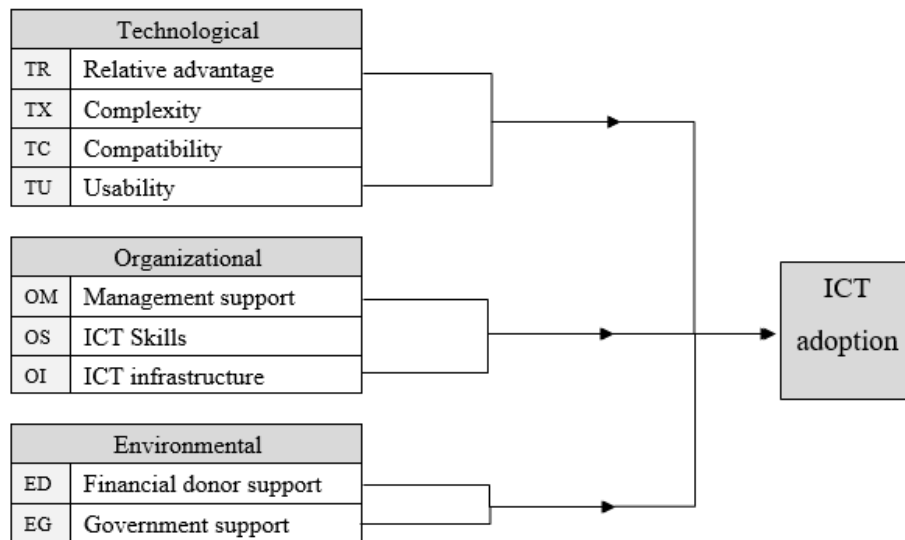 Technological
TR Relative advantage
TX Complexity
TC Compatibility
TU Usability
Organizational
OM Management support
OS ICT Skills
OI ICT infrastructure
Environmental
ED Financial donor support
EG Government support
ICT
adoption